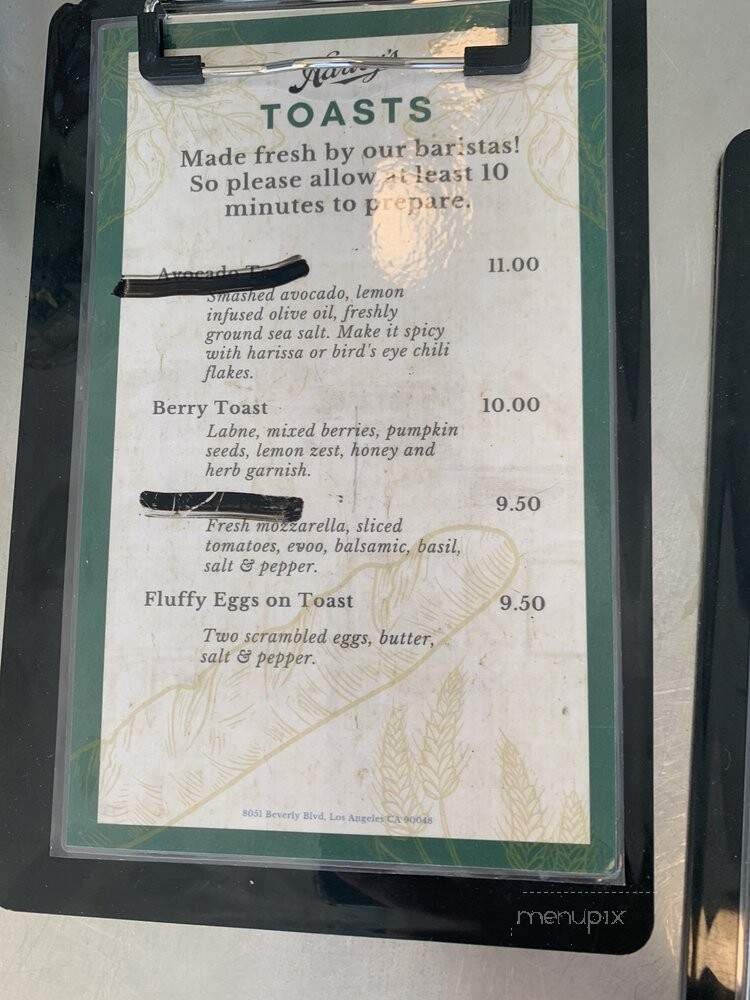 TOASTS
Made fresh by our baristas!
So please allow at least 10
minutes to prepare.
Avocado 11.00
Smashed avocado, lemon
infused olive oil, freshly
ground sea salt. Make it spicy
with harissa or bird's eye chili
flakes.
Berry Toast 10.00
Labne, mixed berries, pumpkin
seeds, lemon zest, honey and
herb garnish.
9.50
Fresh mozzarella, sliced
tomatoes, evoo, balsamic, basil,
salt & pepper.
Fluffy Eggs on Toast 9.50
Two scrambled eggs, butter,
salt & pepper.
8051 Beverly Blvd, Los Angeles CA 90048
menupix